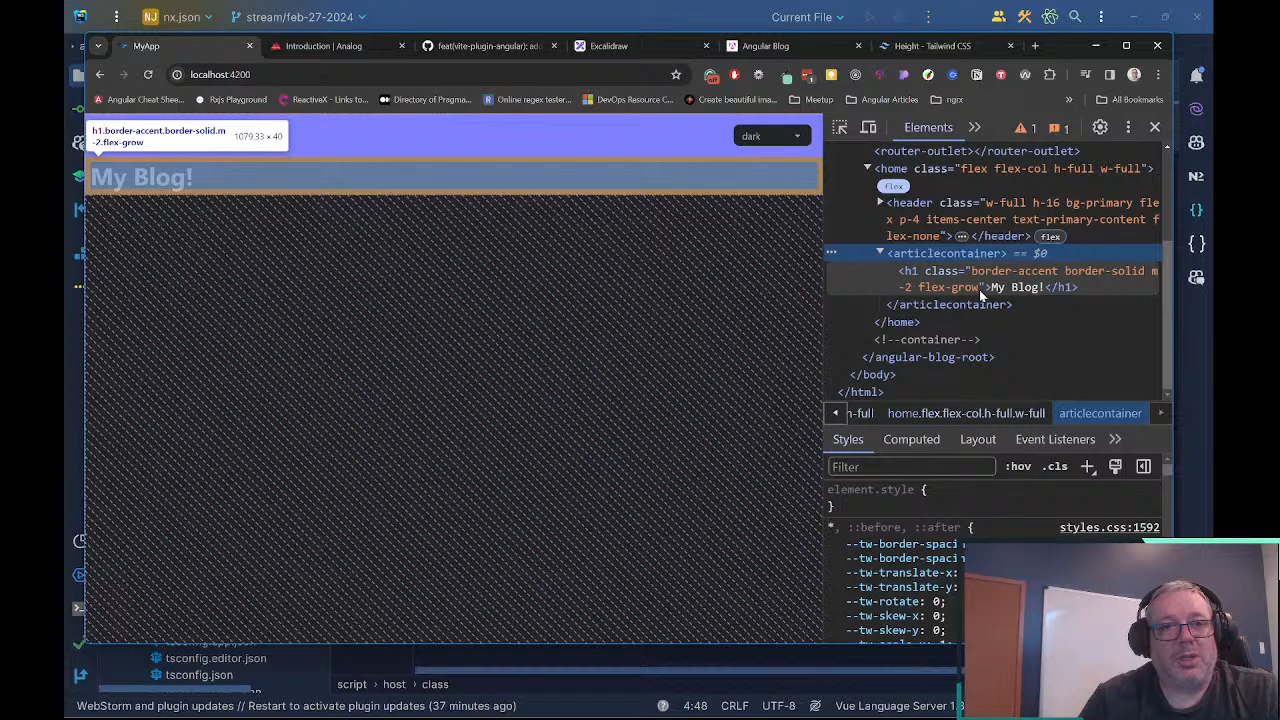 NJ nx.json
stream/feb-27-2024
Current File
MyApp
Introduction | Analog
feat(vite-plugin-angular): ad
Excalidraw
Angular Blog
Height - Tailwind CSS
localhost:4200
Angular Cheat Shee...
Rxjs Playground
ReactiveX - Links to...
Directory of Pragma...
Online regex tester...
DevOps Resource C...
Create beautiful ima...
Meetup
Angular Articles
ngrx
All Bookmarks
h1.border-accent.border-solid.m
-2.flex-grow
1079.33 × 40
dark
My Blog!
Elements
1
1
<router-outlet></router-outlet>
<home class="flex flex-col h-full w-full">
flex
<header class="w-full h-16 bg-primary fle
x p-4 items-center text-primary-content f
lex-none"> ⋯ </header> flex
<articlecontainer> == $0
<h1 class="border-accent border-solid m
-2 flex-grow">My Blog!</h1>
</articlecontainer>
</home>
<!--container-->
</angular-blog-root>
</body>
</html>
h-full
home.flex.flex-col.h-full.w-full
articlecontainer
Styles
Computed
Layout
Event Listeners
Filter
:hov
.cls
element.style {
}
*, ::before, ::after {
styles.css:1592
--tw-border-spaci
--tw-translate-x:
--tw-translate-y:
--tw-rotate: 0;
--tw-skew-x: 0;
--tw-skew-y: 0;
tsconfig.editor.json
tsconfig.json
script
host
class
WebStorm and plugin updates // Restart to activate plugin updates (37 minutes ago)
4:48
CRLF
UTF-8
Vue Language Server 1.8